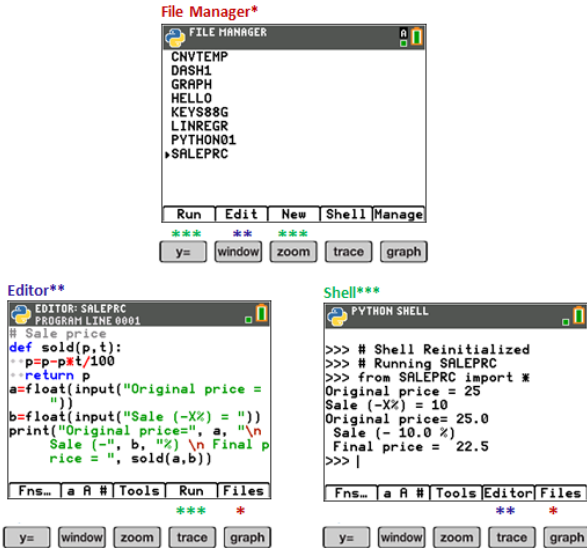 File Manager*
FILE MANAGER A
CNVTEMP
DASH1
GRAPH
HELLO
KEYS88G
LINREGR
PYTHON01
▸SALEPRC
Run Edit New Shell Manage
*** ** ***
y= window zoom trace graph
Editor**
EDITOR: SALEPRC
PROGRAM LINE 0001
# Sale price
def sold(p,t):
··p=p-p*t/100
··return p
a=float(input("Original price =
"))
b=float(input("Sale (-X%) = "))
print("Original price=", a, "\n
Sale (-", b, "%) \n Final p
rice = ", sold(a,b))
Fns… a A # Tools Run Files
*** *
y= window zoom trace graph
Shell***
PYTHON SHELL
>>> # Shell Reinitialized
>>> # Running SALEPRC
>>> from SALEPRC import *
Original price = 25
Sale (-X%) = 10
Original price= 25.0
Sale (- 10.0 %)
Final price = 22.5
>>> |
Fns… a A # Tools Editor Files
** *
y= window zoom trace graph